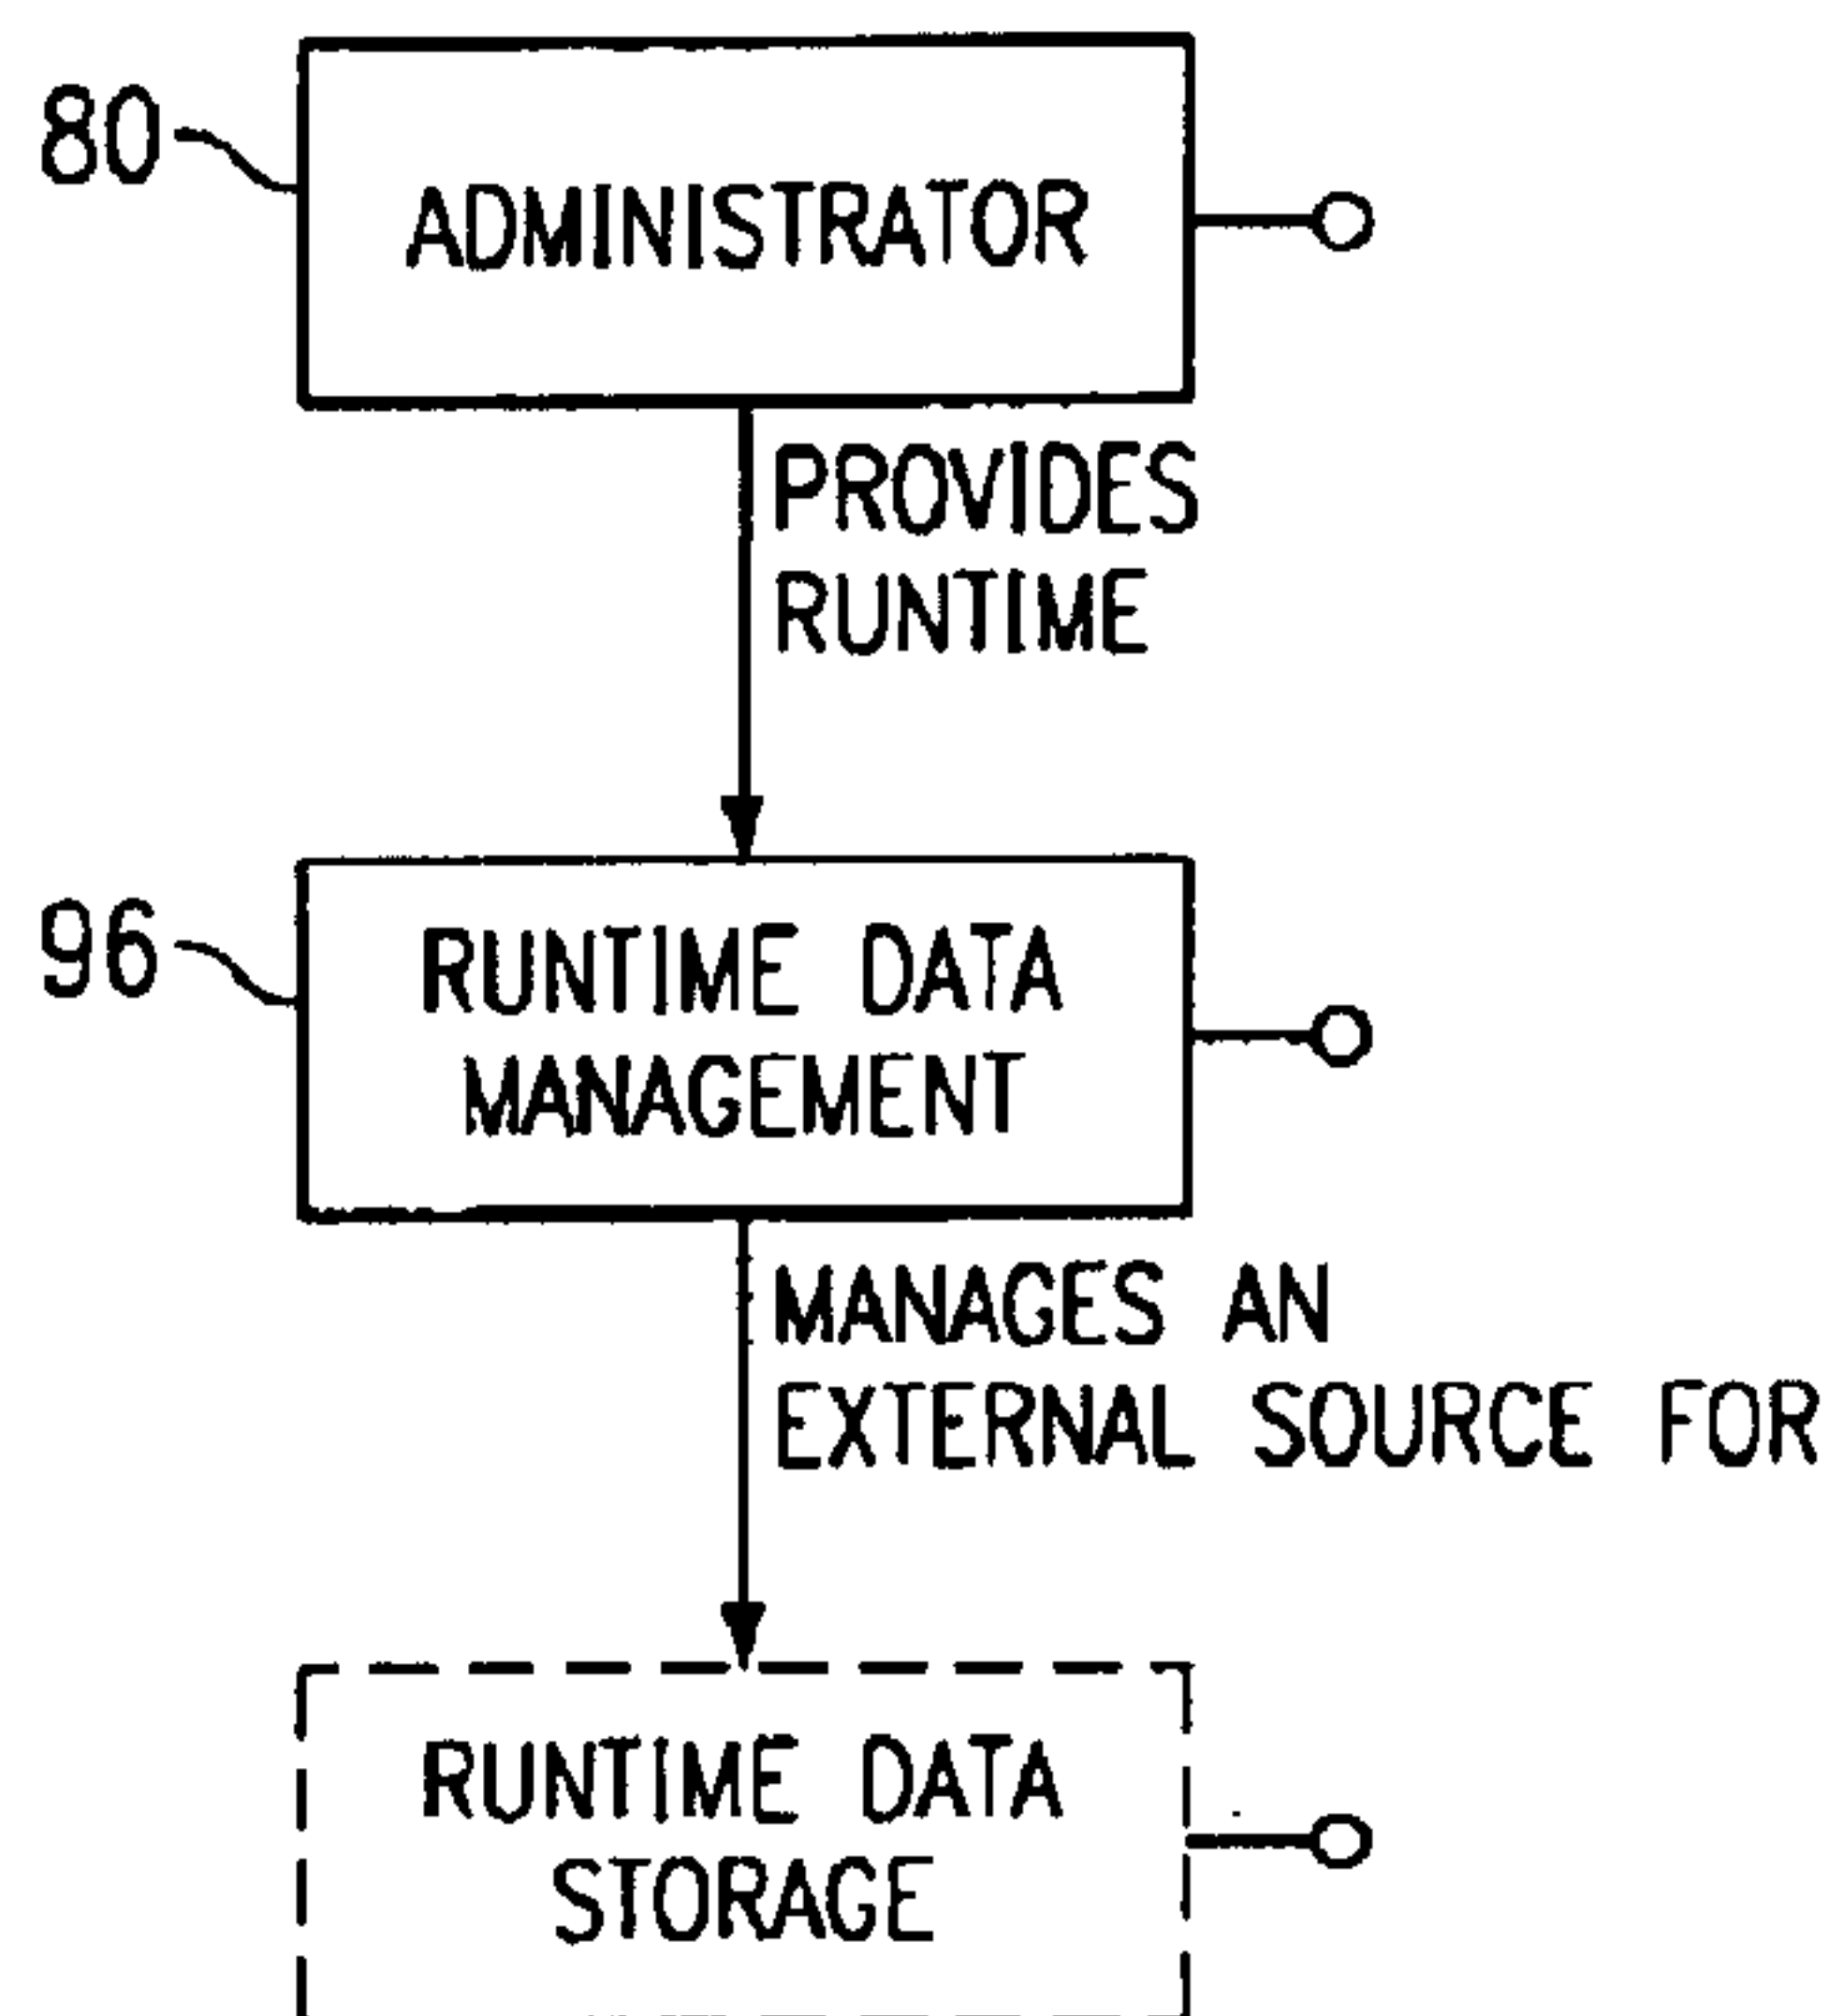 80
ADMINISTRATOR
PROVIDES
RUNTIME
96
RUNTIME DATA
MANAGEMENT
MANAGES AN
EXTERNAL SOURCE FOR
RUNTIME DATA
STORAGE